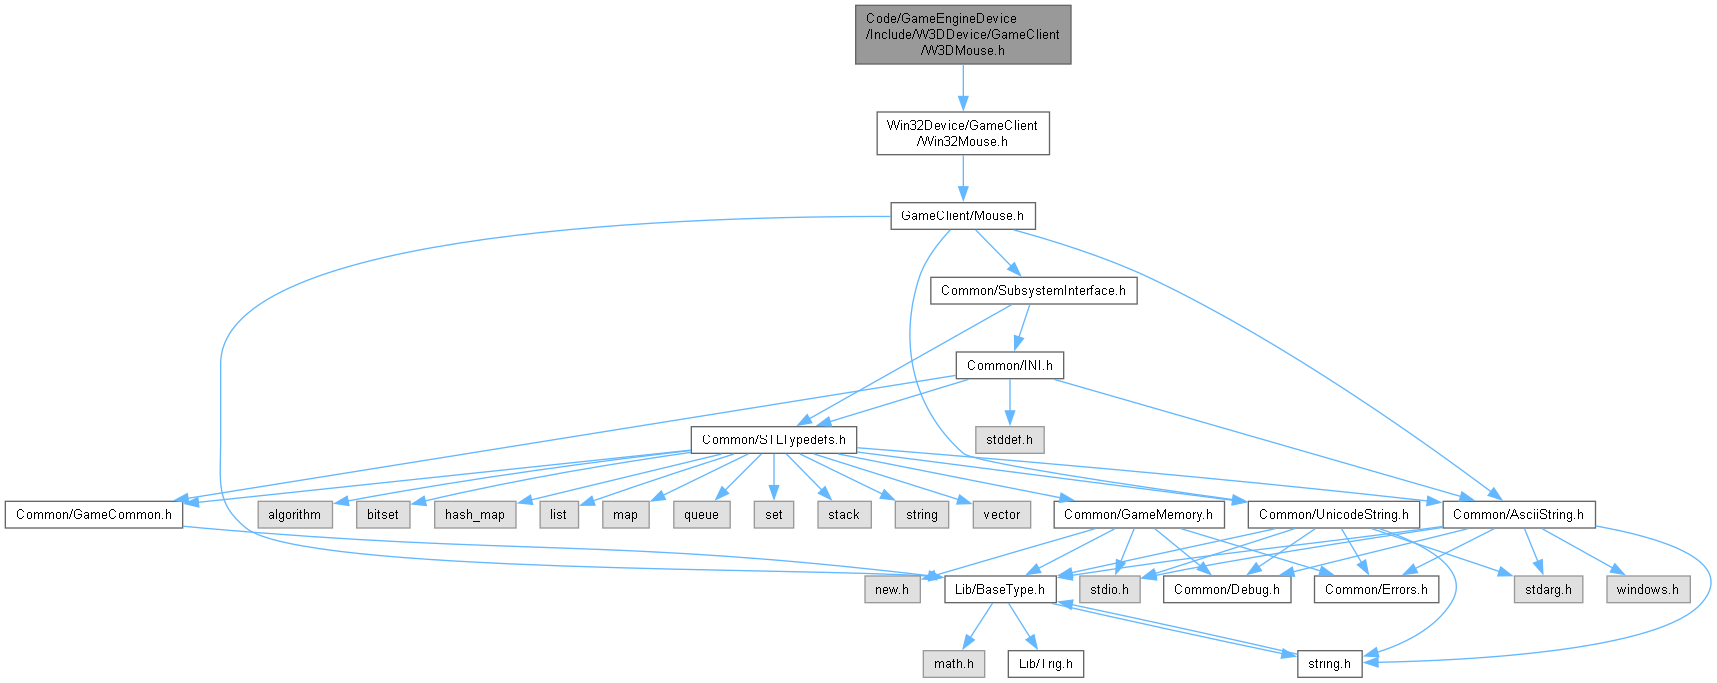 Code/GameEngineDevice
/Include/W3DDevice/GameClient
/W3DMouse.h
Win32Device/GameClient
/Win32Mouse.h
GameClient/Mouse.h
Common/SubsystemInterface.h
Common/INI.h
Common/STLTypedefs.h
stddef.h
Common/GameCommon.h
algorithm
bitset
hash_map
list
map
queue
set
stack
string
vector
Common/GameMemory.h
Common/UnicodeString.h
Common/AsciiString.h
new.h
Lib/BaseType.h
stdio.h
Common/Debug.h
Common/Errors.h
stdarg.h
windows.h
math.h
Lib/Trig.h
string.h